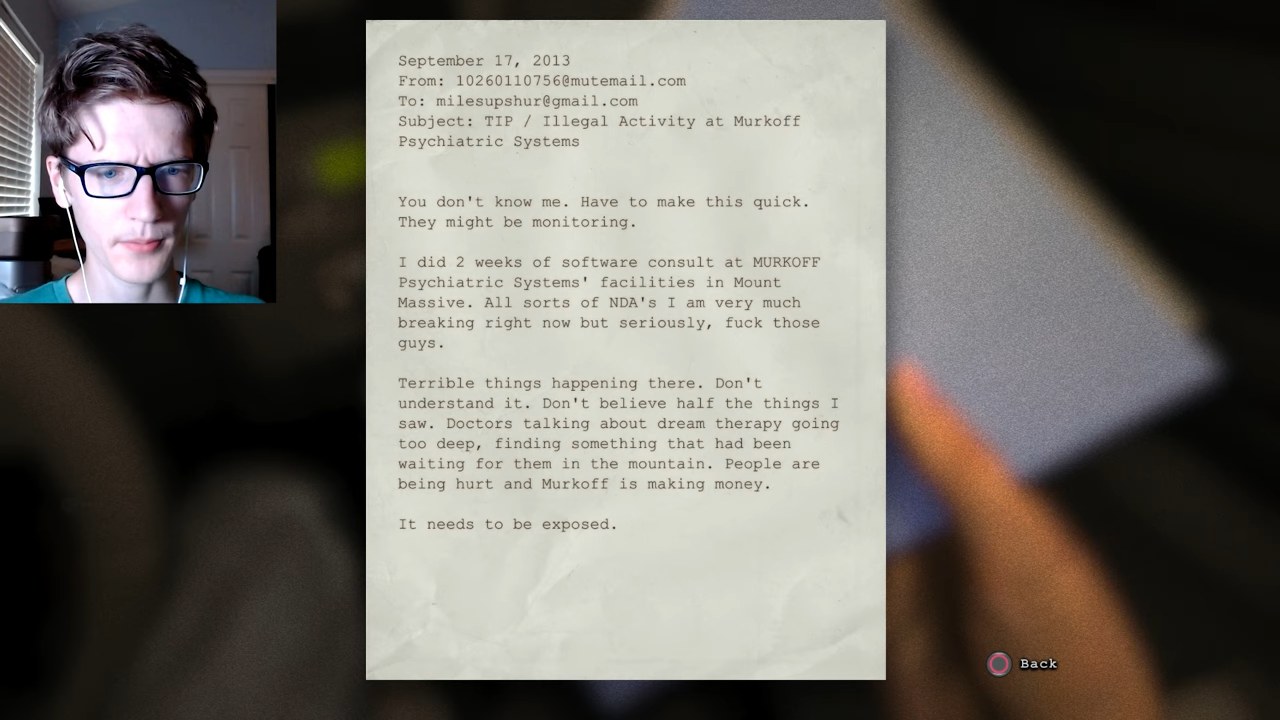 September 17, 2013
From: 10260110756@mutemail.com
To: milesupshur@gmail.com
Subject: TIP / Illegal Activity at Murkoff
Psychiatric Systems
You don't know me. Have to make this quick.
They might be monitoring.
I did 2 weeks of software consult at MURKOFF
Psychiatric Systems' facilities in Mount
Massive. All sorts of NDA's I am very much
breaking right now but seriously, fuck those
guys.
Terrible things happening there. Don't
understand it. Don't believe half the things I
saw. Doctors talking about dream therapy going
too deep, finding something that had been
waiting for them in the mountain. People are
being hurt and Murkoff is making money.
It needs to be exposed.
Back